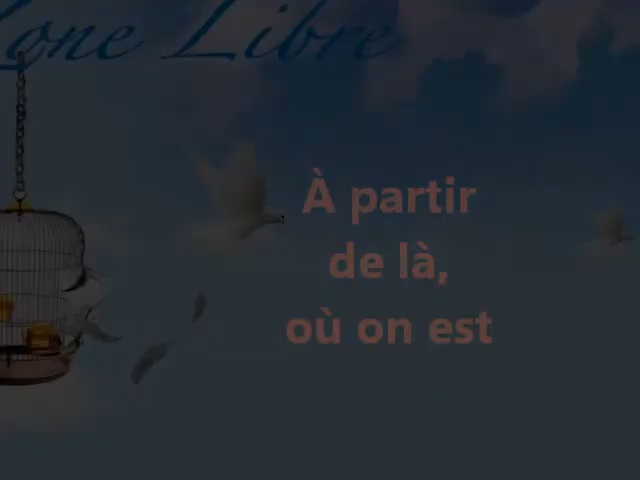 one Libre
À partir
de là,
où on est